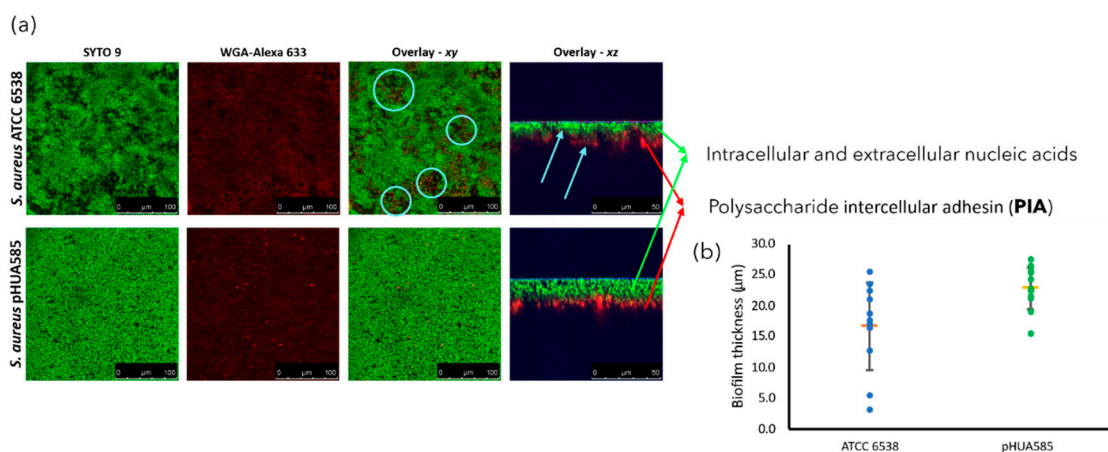 (a)
SYTO 9 WGA-Alexa 633 Overlay - xy Overlay - xz
S. aureus ATCC 6538
0 µm 100 0 µm 100 0 µm 100 0 µm 50
Intracellular and extracellular nucleic acids
Polysaccharide intercellular adhesin (PIA)
S. aureus pHUA585
0 µm 100 0 µm 100 0 µm 100 0 µm 50
(b)
Biofilm thickness (µm)
30.0
25.0
20.0
15.0
10.0
5.0
0.0
ATCC 6538 pHUA585